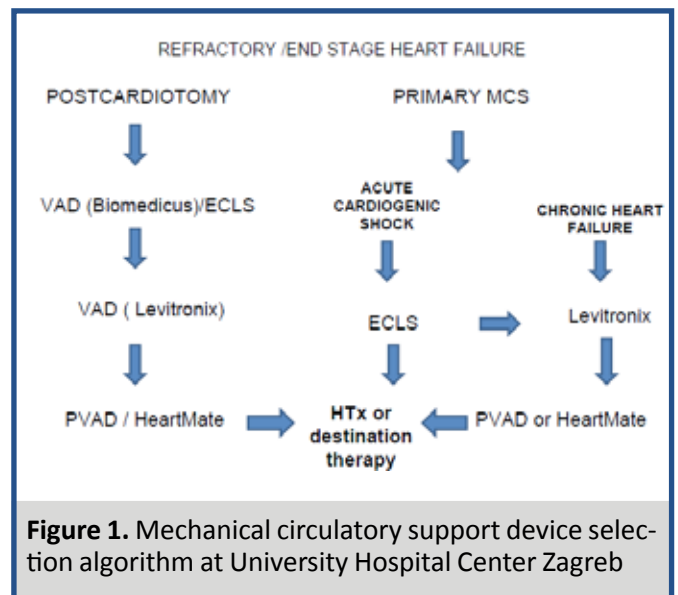 REFRACTORY /END STAGE HEART FAILURE
POSTCARDIOTOMY
PRIMARY MCS
ACUTE
CARDIOGENIC
SHOCK
CHRONIC HEART
FAILURE
VAD (Biomedicus)/ECLS
VAD ( Levitronix)
ECLS
Levitronix
PVAD / HeartMate
HTx or
destination
therapy
PVAD or HeartMate
Figure 1. Mechanical circulatory support device selec-
tion algorithm at University Hospital Center Zagreb